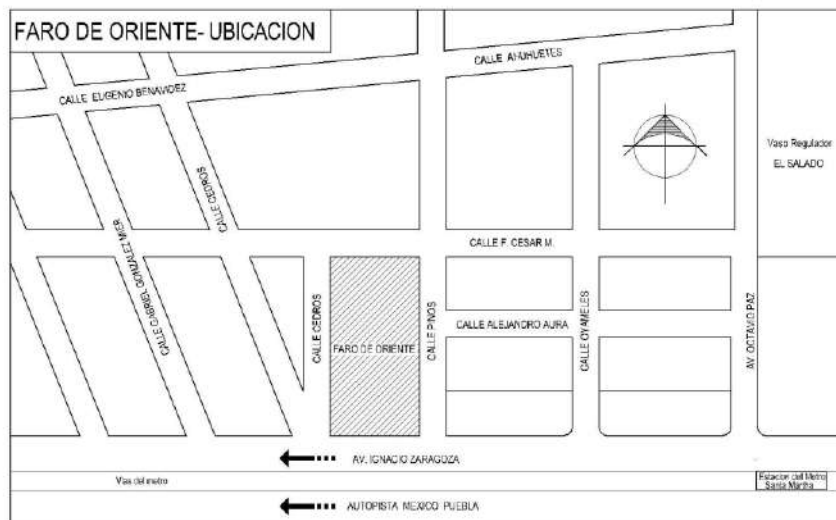 FARO DE ORIENTE- UBICACION
CALLE AHUHUETES
CALLE EUGENIO BENAVIDEZ
Vaso Regulador
EL SALADO
CALLE CEDROS
CALLE GABRIEL GONZALEZ MIER
CALLE F. CESAR M.
CALLE CEDROS
FARO DE ORIENTE
CALLE PINOS
CALLE ALEJANDRO AURA
CALLE OYAMELES
AV. OCTAVIO PAZ
AV. IGNACIO ZARAGOZA
Vias del metro
Estacion del Metro
Santa Martha
AUTOPISTA MEXICO PUEBLA